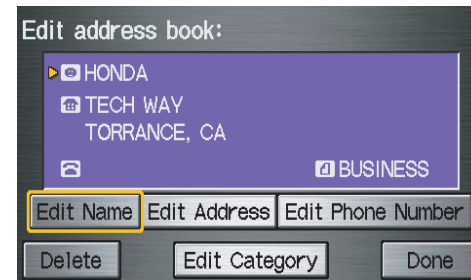 Edit address book:
HONDA
TECH WAY
TORRANCE, CA
BUSINESS
Edit Name Edit Address Edit Phone Number
Delete Edit Category Done